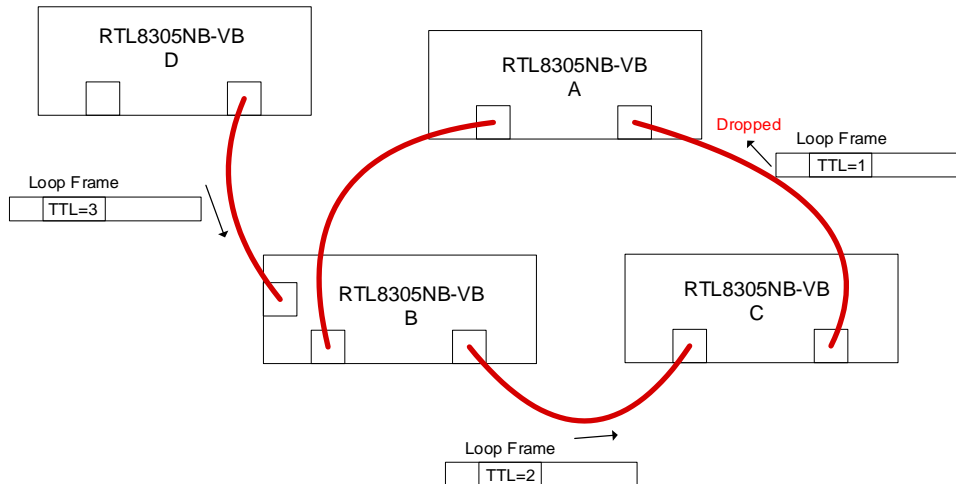 RTL8305NB-VB
D
RTL8305NB-VB
A
Dropped
Loop Frame
TTL=1
Loop Frame
TTL=3
RTL8305NB-VB
B
RTL8305NB-VB
C
Loop Frame
TTL=2